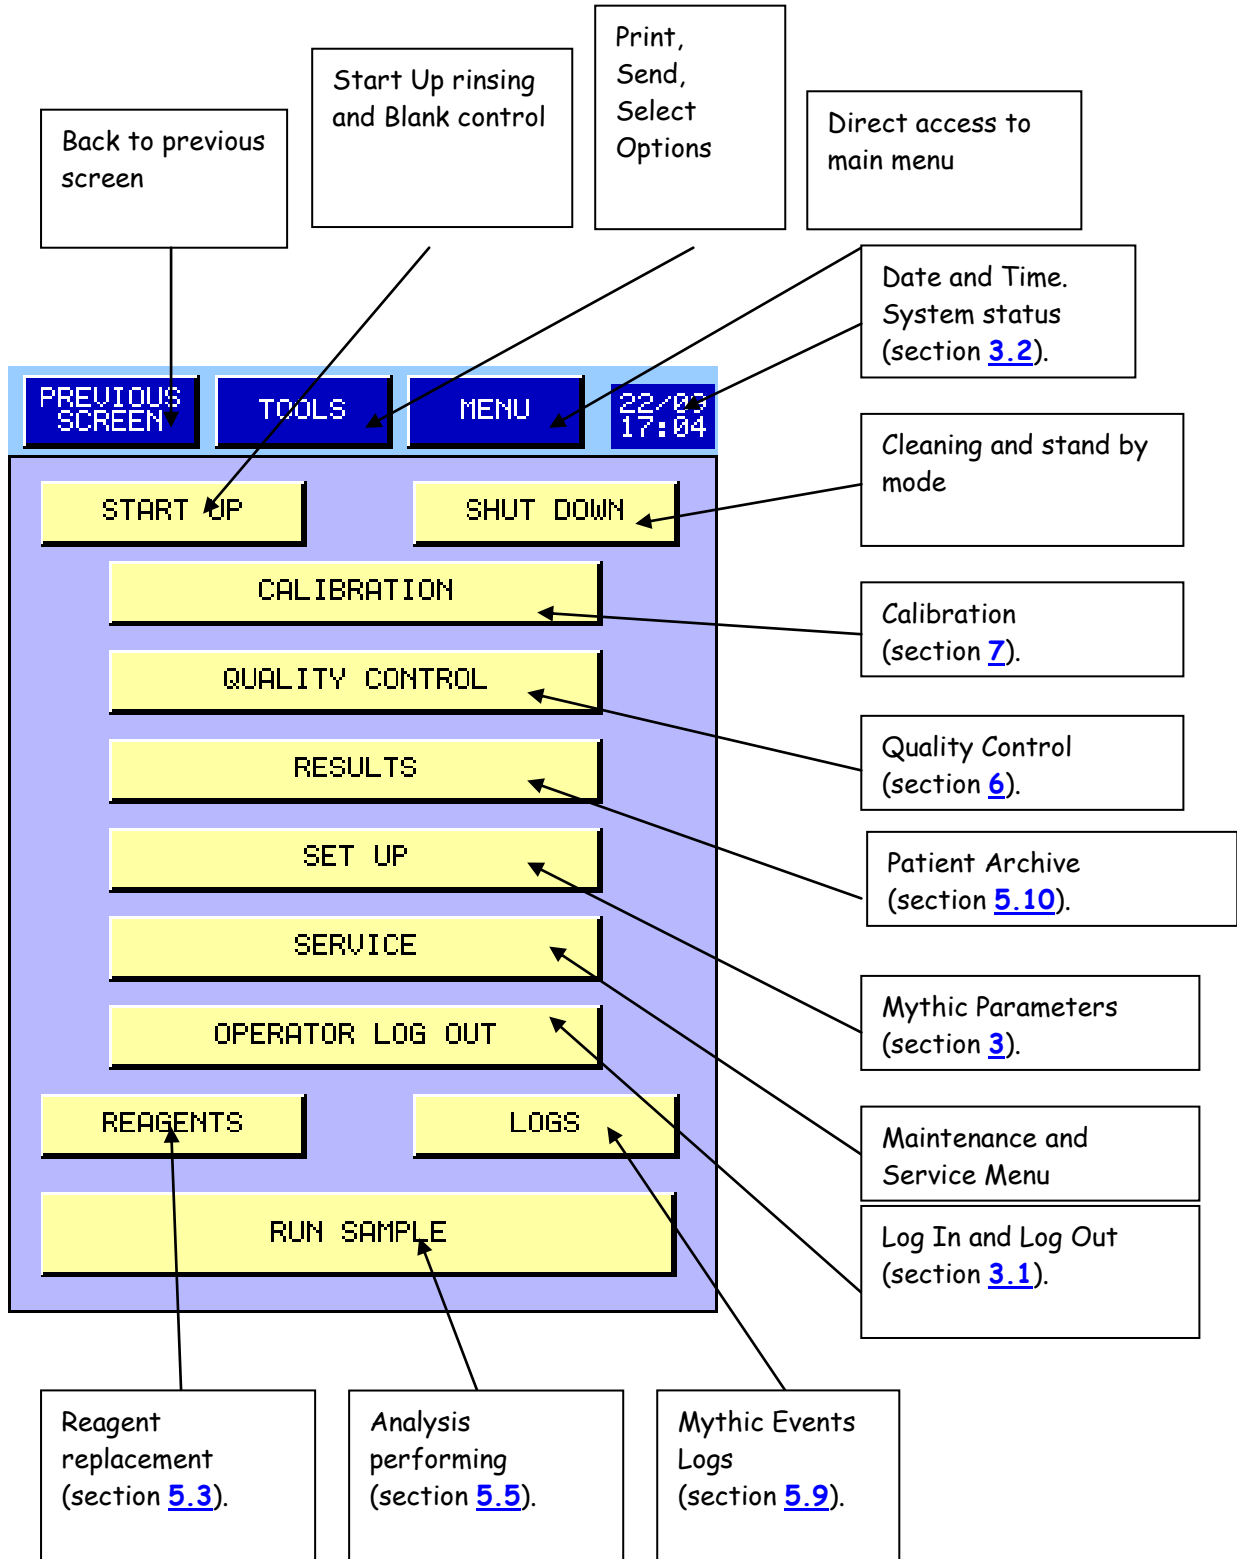 Print,
Send,
Select
Options
Start Up rinsing
and Blank control
Direct access to
main menu
Back to previous
screen
Date and Time.
System status
(section 3.2).
PREVIOUS
SCREEN
TOOLS
MENU
22/09
17:04
Cleaning and stand by
mode
START UP
SHUT DOWN
CALIBRATION
Calibration
(section 7).
QUALITY CONTROL
Quality Control
(section 6).
RESULTS
SET UP
Patient Archive
(section 5.10).
SERVICE
Mythic Parameters
(section 3).
OPERATOR LOG OUT
REAGENTS
LOGS
Maintenance and
Service Menu
RUN SAMPLE
Log In and Log Out
(section 3.1).
Reagent
replacement
(section 5.3).
Analysis
performing
(section 5.5).
Mythic Events
Logs
(section 5.9).